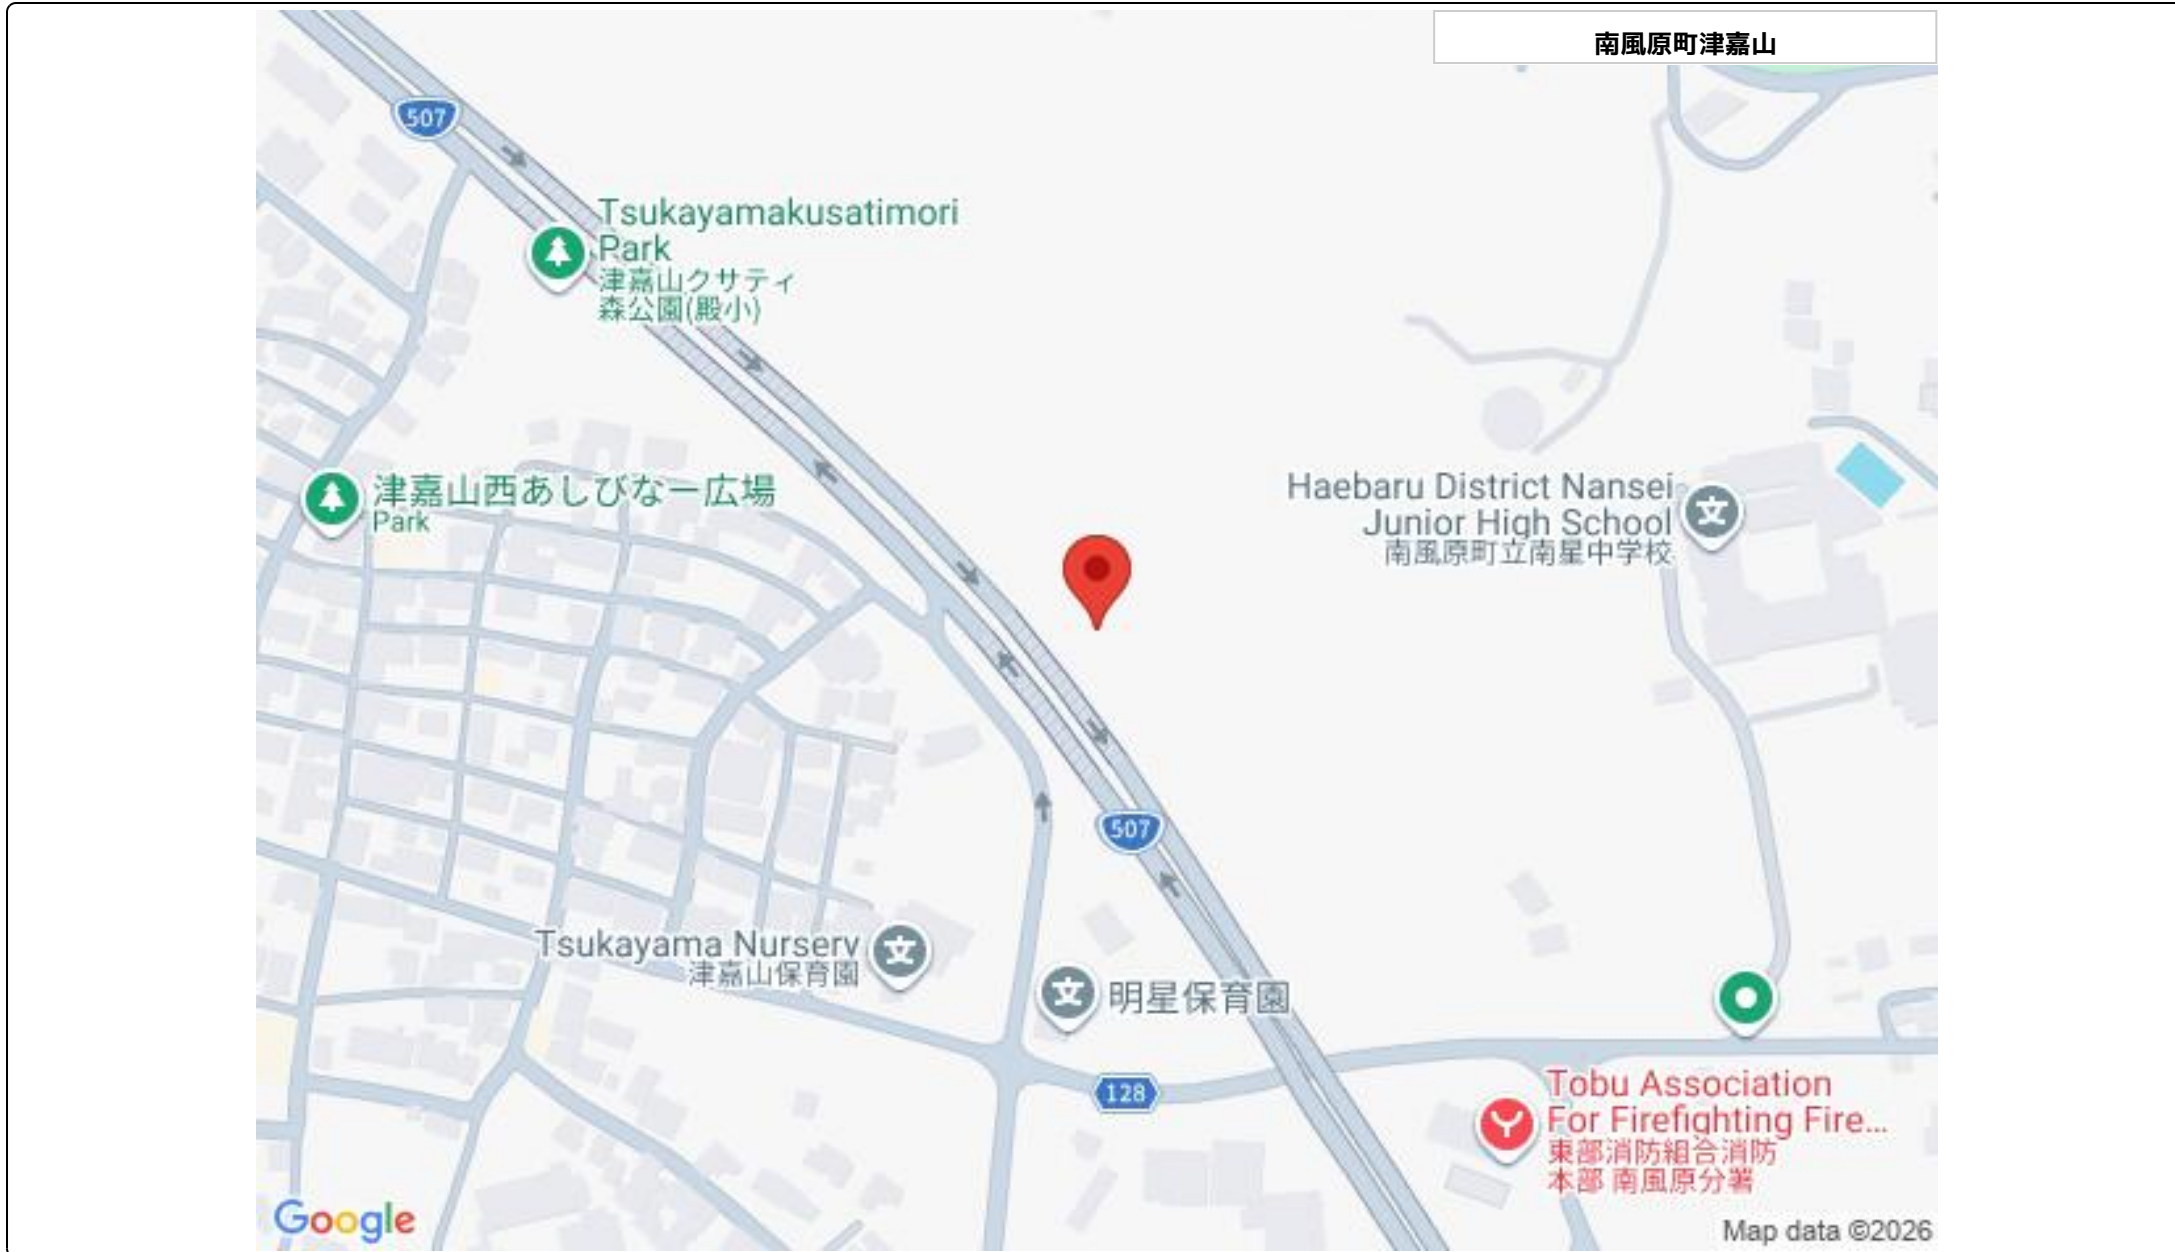 南風原町津嘉山
507
Tsukayamakusatimori
Park
津嘉山クサティ
森公園(殿小)
津嘉山西あしびなー広場
Park
Haebaru District Nansei
Junior High School
南風原町立南星中学校
507
Tsukayama Nursery
津嘉山保育園
明星保育園
128
Tobu Association
For Firefighting Fire...
東部消防組合消防
本部 南風原分署
Google
Map data ©2026